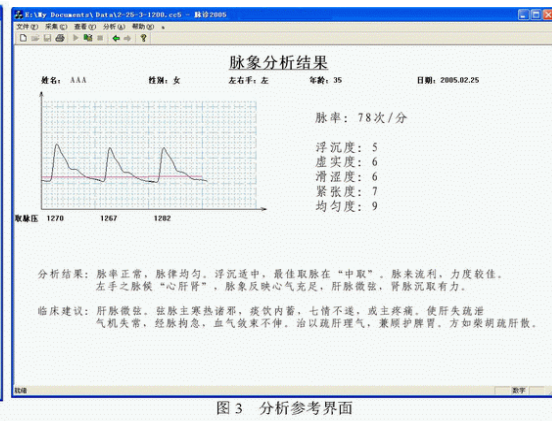 E:\My Documents\Data\2-25-3-1200.cc5 - 脉诊2005
文件(F) 采集(C) 查看(V) 分析(A) 帮助(H)
脉象分析结果
姓名: AAA 性别: 女 左右手: 左 年龄: 35 日期: 2005.02.25
脉率: 78次/分
浮沉度: 5
虚实度: 6
滑涩度: 6
紧张度: 7
均匀度: 9
取脉压 1270 1267 1202
分析结果: 脉率正常, 脉律均匀。浮沉适中, 最佳取脉在“中取”。脉来流利, 力度较佳。
左手之脉候“心肝肾”, 脉象反映心气充足, 肝脉微弦, 肾脉沉取有力。
临床建议: 肝脉微弦。弦脉主寒热诸邪, 痰饮内蓄, 七情不遂, 或主疼痛。使肝失疏泄
气机失常, 经脉拘急, 血气敛束不伸。治以疏肝理气, 兼顾护脾胃。方如柴胡疏肝散。
就绪 数字
图 3 分析参考界面